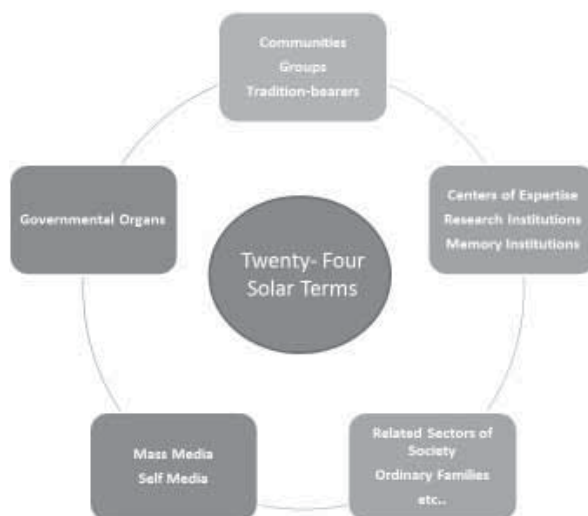 Communities
Groups
Tradition-bearers
Governmental Organs
Centers of Expertise
Research Institutions
Memory Institutions
Twenty- Four
Solar Terms
Mass Media
Self Media
Related Sectors of
Society
Ordinary Families
etc..